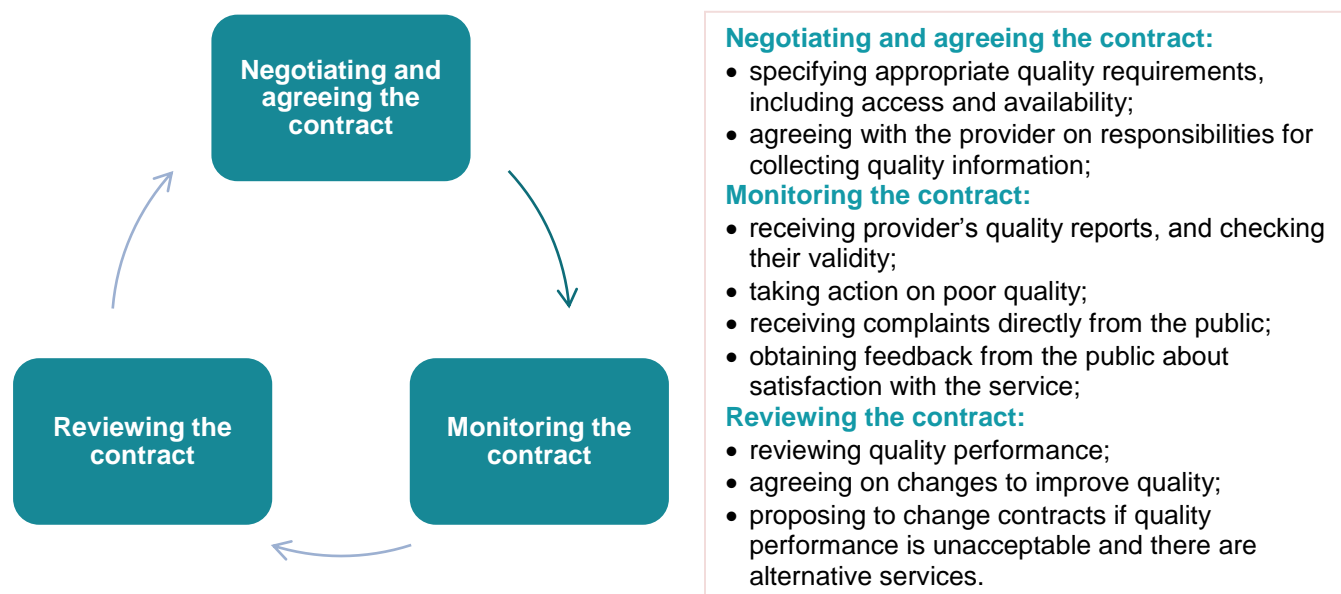 Negotiating and
agreeing the
contract
Reviewing the
contract
Monitoring the
contract
Negotiating and agreeing the contract:
• specifying appropriate quality requirements,
including access and availability;
• agreeing with the provider on responsibilities for
collecting quality information;
Monitoring the contract:
• receiving provider’s quality reports, and checking
their validity;
• taking action on poor quality;
• receiving complaints directly from the public;
• obtaining feedback from the public about
satisfaction with the service;
Reviewing the contract:
• reviewing quality performance;
• agreeing on changes to improve quality;
• proposing to change contracts if quality
performance is unacceptable and there are
alternative services.